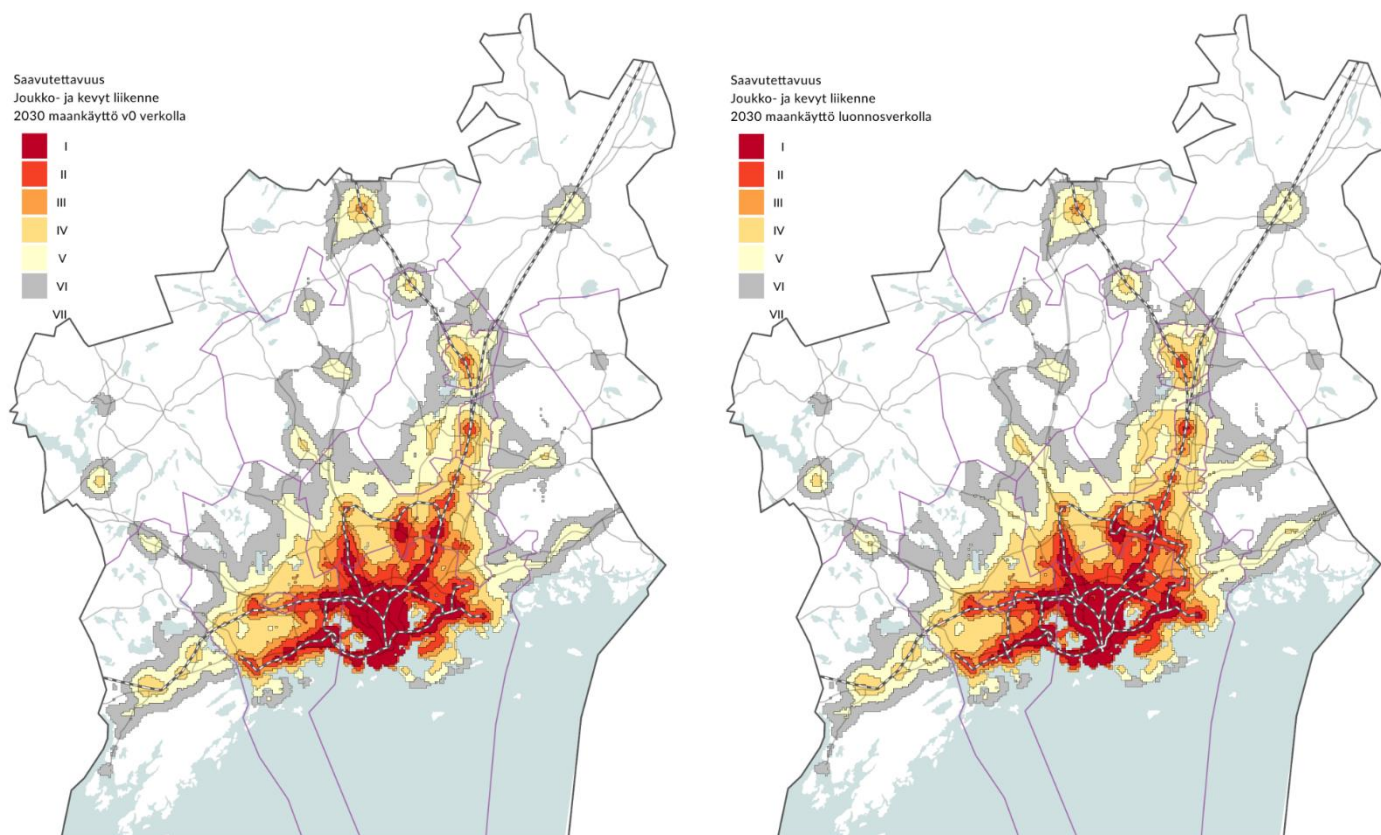 Saavutettavuus
Joukko- ja kevyt liikenne
2030 maankäyttö v0 verkolla
I
II
III
IV
V
VI
VII
Saavutettavuus
Joukko- ja kevyt liikenne
2030 maankäyttö luonnosverkolla
I
II
III
IV
V
VI
VII